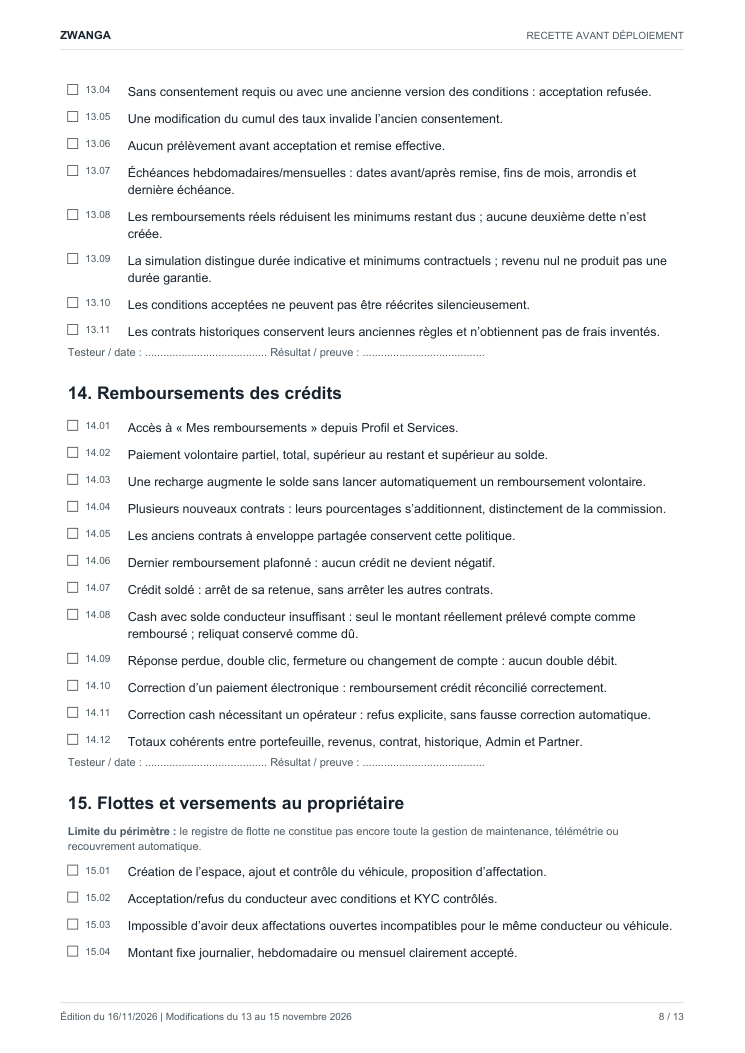 ZWANGA
RECETTE AVANT DÉPLOIEMENT
☐ 13.04 Sans consentement requis ou avec une ancienne version des conditions : acceptation refusée.
☐ 13.05 Une modification du cumul des taux invalide l’ancien consentement.
☐ 13.06 Aucun prélèvement avant acceptation et remise effective.
☐ 13.07 Échéances hebdomadaires/mensuelles : dates avant/après remise, fins de mois, arrondis et
dernière échéance.
☐ 13.08 Les remboursements réels réduisent les minimums restant dus ; aucune deuxième dette n’est
créée.
☐ 13.09 La simulation distingue durée indicative et minimums contractuels ; revenu nul ne produit pas une
durée garantie.
☐ 13.10 Les conditions acceptées ne peuvent pas être réécrites silencieusement.
☐ 13.11 Les contrats historiques conservent leurs anciennes règles et n’obtiennent pas de frais inventés.
Testeur / date : ........................................ Résultat / preuve : ........................................
14. Remboursements des crédits
☐ 14.01 Accès à « Mes remboursements » depuis Profil et Services.
☐ 14.02 Paiement volontaire partiel, total, supérieur au restant et supérieur au solde.
☐ 14.03 Une recharge augmente le solde sans lancer automatiquement un remboursement volontaire.
☐ 14.04 Plusieurs nouveaux contrats : leurs pourcentages s’additionnent, distinctement de la commission.
☐ 14.05 Les anciens contrats à enveloppe partagée conservent cette politique.
☐ 14.06 Dernier remboursement plafonné : aucun crédit ne devient négatif.
☐ 14.07 Crédit soldé : arrêt de sa retenue, sans arrêter les autres contrats.
☐ 14.08 Cash avec solde conducteur insuffisant : seul le montant réellement prélevé compte comme
remboursé ; reliquat conservé comme dû.
☐ 14.09 Réponse perdue, double clic, fermeture ou changement de compte : aucun double débit.
☐ 14.10 Correction d’un paiement électronique : remboursement crédit réconcilié correctement.
☐ 14.11 Correction cash nécessitant un opérateur : refus explicite, sans fausse correction automatique.
☐ 14.12 Totaux cohérents entre portefeuille, revenus, contrat, historique, Admin et Partner.
Testeur / date : ........................................ Résultat / preuve : ........................................
15. Flottes et versements au propriétaire
Limite du périmètre : le registre de flotte ne constitue pas encore toute la gestion de maintenance, télémétrie ou
recouvrement automatique.
☐ 15.01 Création de l’espace, ajout et contrôle du véhicule, proposition d’affectation.
☐ 15.02 Acceptation/refus du conducteur avec conditions et KYC contrôlés.
☐ 15.03 Impossible d’avoir deux affectations ouvertes incompatibles pour le même conducteur ou véhicule.
☐ 15.04 Montant fixe journalier, hebdomadaire ou mensuel clairement accepté.
Édition du 16/11/2026 | Modifications du 13 au 15 novembre 2026
8 / 13